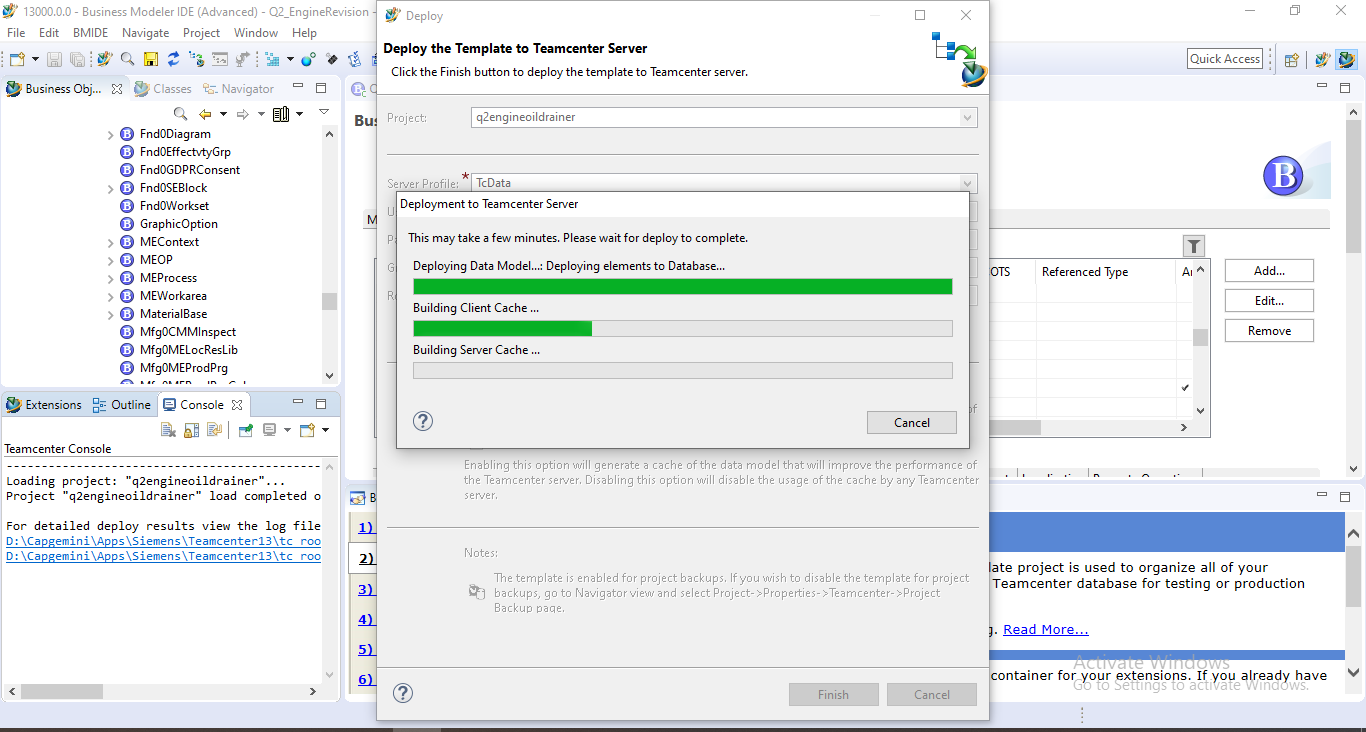 13000.0.0 - Business Modeler IDE (Advanced) - Q2_EngineRevision -
File Edit BMIDE Navigate Project Window Help
Quick Access
Business Obj... Classes Navigator
Fnd0Diagram
Fnd0EffectvtyGrp
Fnd0GDPRConsent
Fnd0SEBlock
Fnd0Workset
GraphicOption
MEContext
MEOP
MEProcess
MEWorkarea
MaterialBase
Mfg0CMMInspect
Mfg0MELocResLib
Mfg0MEProdPrg
Extensions Outline Console
Teamcenter Console
Loading project: "q2engineoildrainer"...
Project "q2engineoildrainer" load completed o
For detailed deploy results view the log file
D:\Capgemini\Apps\Siemens\Teamcenter13\tc_roo
D:\Capgemini\Apps\Siemens\Teamcenter13\tc_roo
Bus
M
Deploy
Deploy the Template to Teamcenter Server
Click the Finish button to deploy the template to Teamcenter server.
Project: q2engineoildrainer
Server Profile: * TcData
Deployment to Teamcenter Server
This may take a few minutes. Please wait for deploy to complete.
Deploying Data Model...: Deploying elements to Database...
Building Client Cache ...
Building Server Cache ...
Cancel
of
Enabling this option will generate a cache of the data model that will improve the performance of
the Teamcenter server. Disabling this option will disable the usage of the cache by any Teamcenter
server.
Notes:
The template is enabled for project backups. If you wish to disable the template for project
backups, go to Navigator view and select Project->Properties->Teamcenter->Project
Backup page.
Finish Cancel
B
OTS Referenced Type
Add...
Edit...
Remove
B
1)
2)
3)
4)
5)
6)
late project is used to organize all of your
Teamcenter database for testing or production
g. Read More...
container for your extensions. If you already have
Activate Windows
Go to Settings to activate Windows.